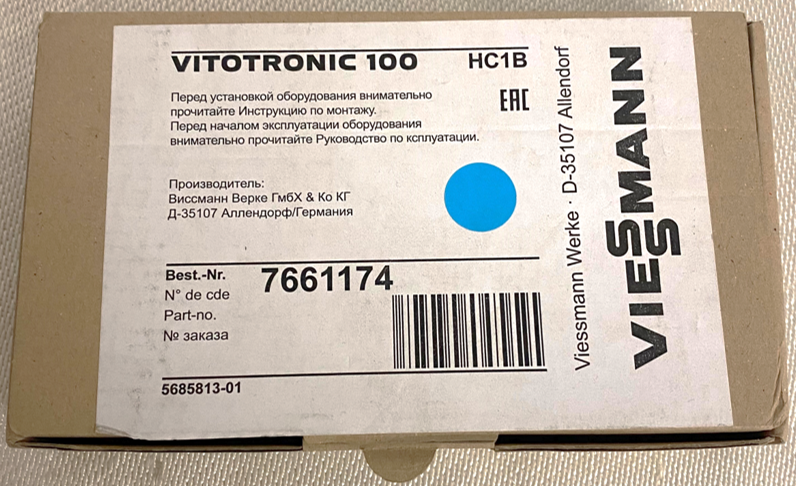 VITOTRONIC 100 HC1B
EAC
Перед установкой оборудования внимательно
прочитайте Инструкцию по монтажу.
Перед началом эксплуатации оборудования
внимательно прочитайте Руководство по ксплуатации.
Производитель:
Виссманн Верке ГмбХ & Ко КГ
Д-35107 Аллендорф/Германия
Best.-Nr. 7661174
N° de cde
Part-no.
№ заказа
5685813-01
Viessmann Werke · D-35107 Allendorf
VIESSMANN